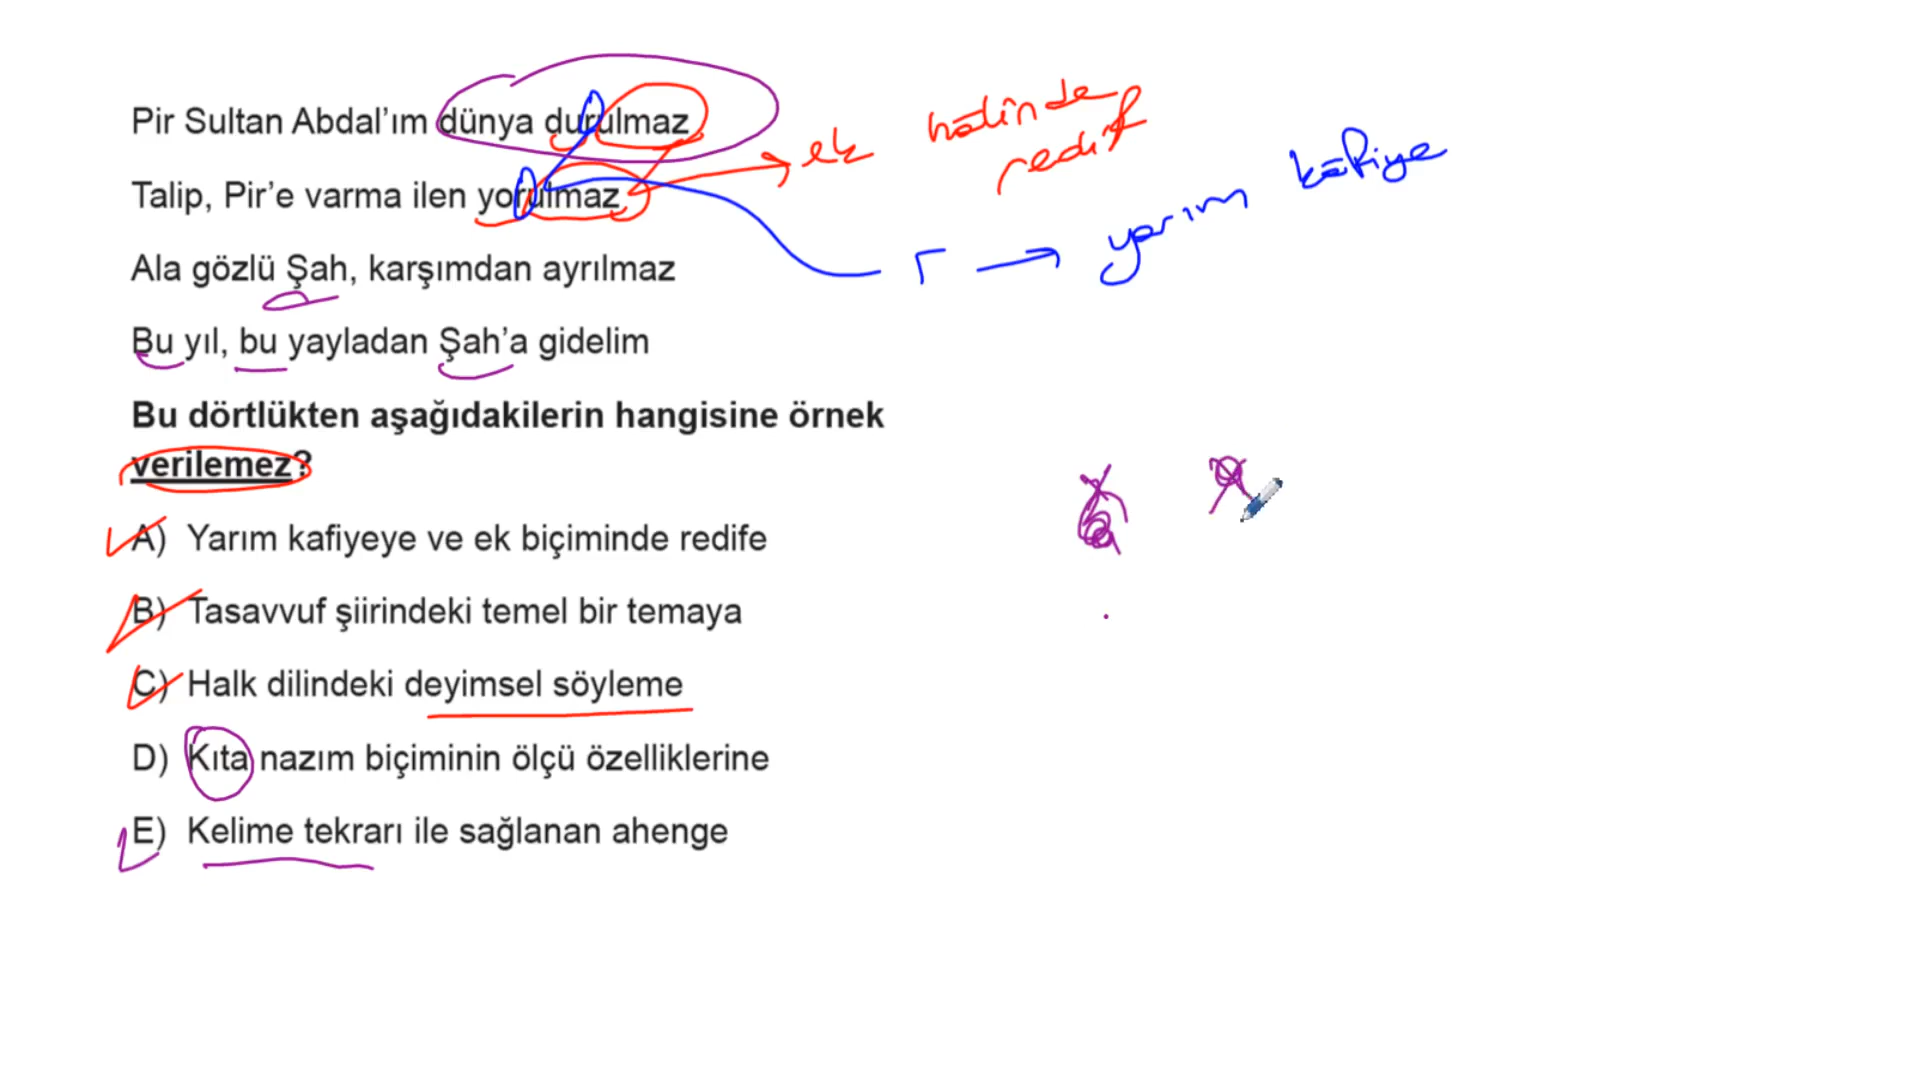 Pir Sultan Abdal’ım dünya durulmaz
Talip, Pir’e varma ilen yorulmaz
Ala gözlü Şah, karşımdan ayrılmaz
Bu yıl, bu yayladan Şah’a gidelim
ek halinde
redif
r → yarım kafiye
Bu dörtlükten aşağıdakilerin hangisine örnek
verilemez?
A) Yarım kafiyeye ve ek biçiminde redife
B) Tasavvuf şiirindeki temel bir temaya
C) Halk dilindeki deyimsel söyleme
D) Kıta nazım biçiminin ölçü özelliklerine
E) Kelime tekrarı ile sağlanan ahenge